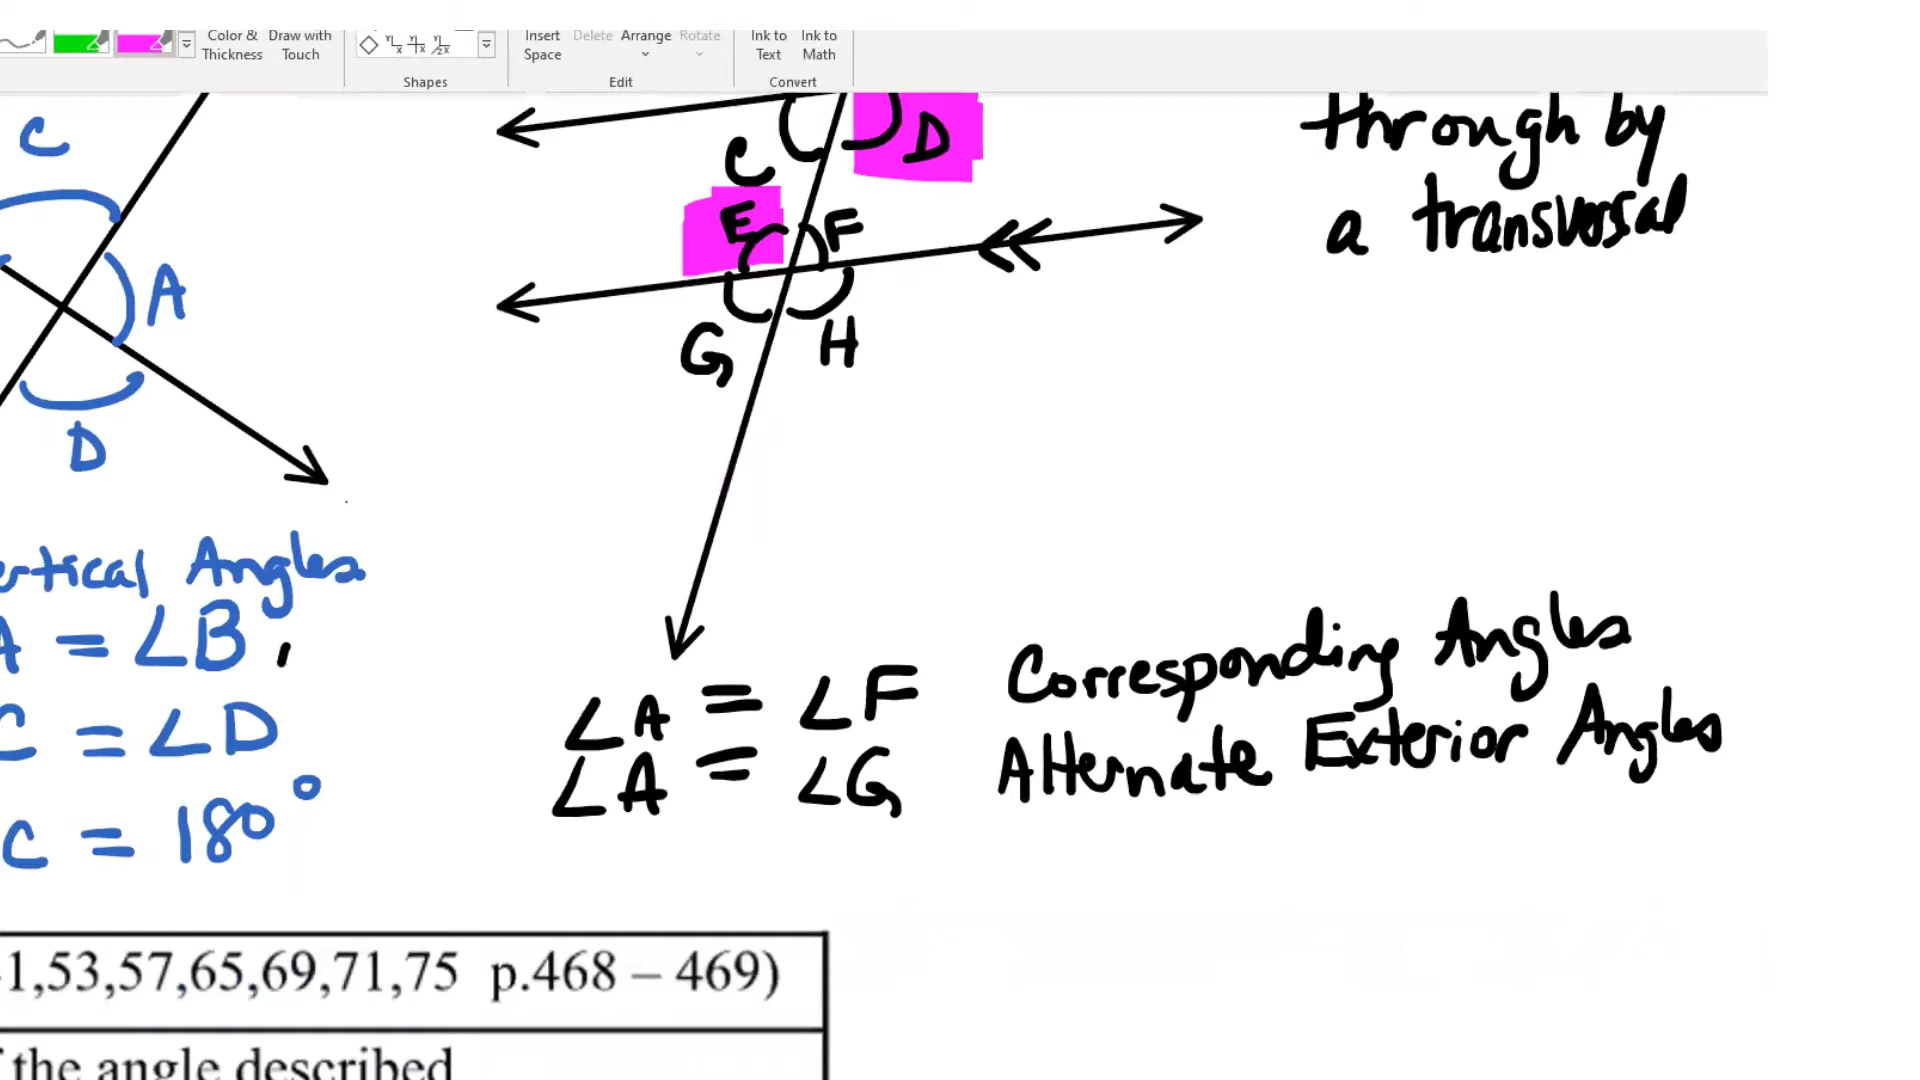 Color & Thickness
Draw with Touch
Shapes
Insert Space
Delete
Arrange
Rotate
Edit
Ink to Text
Ink to Math
Convert
C
A
D
C
D
E
F
G
H
through by
a transversal
Angles
= ∠B,
C = ∠D
C = 180°
∠A = ∠F Corresponding Angles
∠A = ∠G Alternate Exterior Angles
1,53,57,65,69,71,75 p.468 – 469)
the angle described